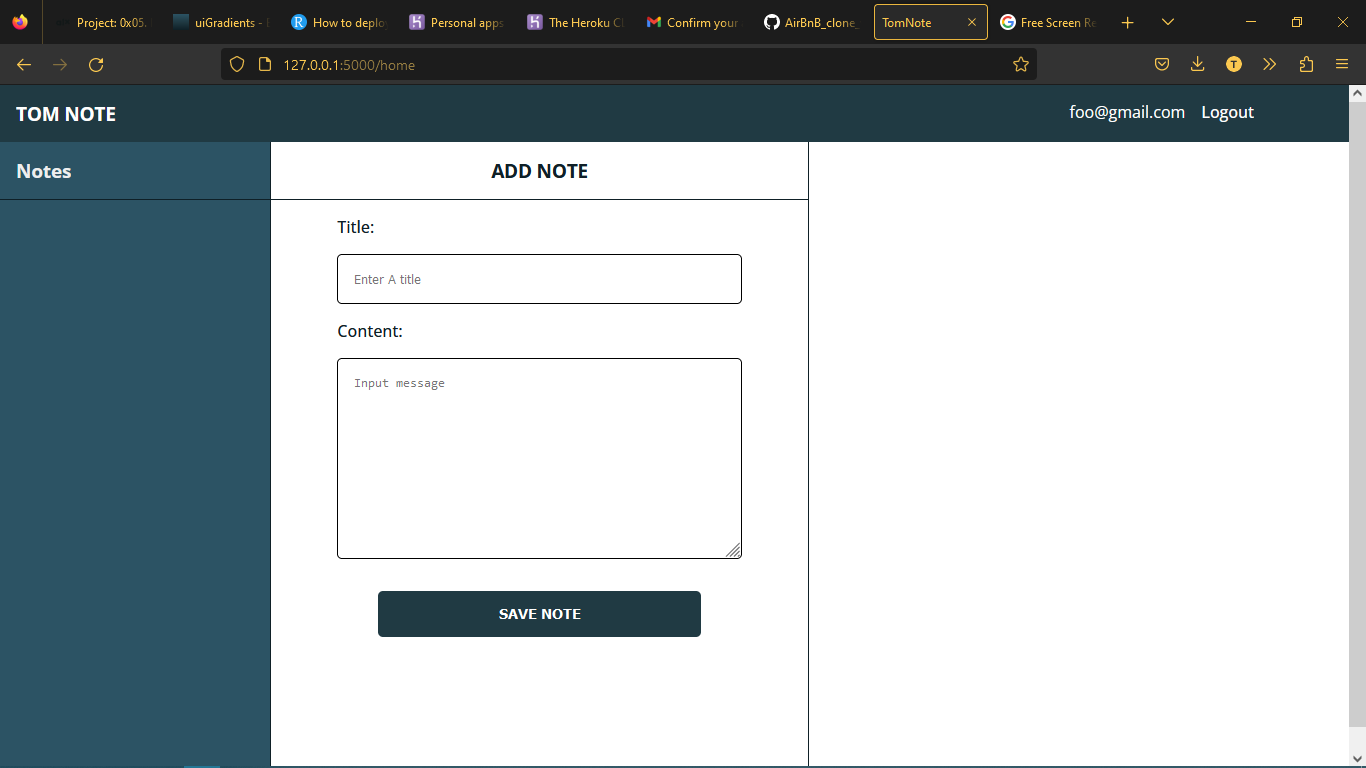 Project: 0x05.
uiGradients -
How to deplo
Personal apps
The Heroku C
Confirm your
AirBnB_clone_
TomNote
Free Screen Re
127.0.0.1:5000/home
T
TOM NOTE
foo@gmail.com Logout
Notes
ADD NOTE
Title:
Enter A title
Content:
Input message
SAVE NOTE